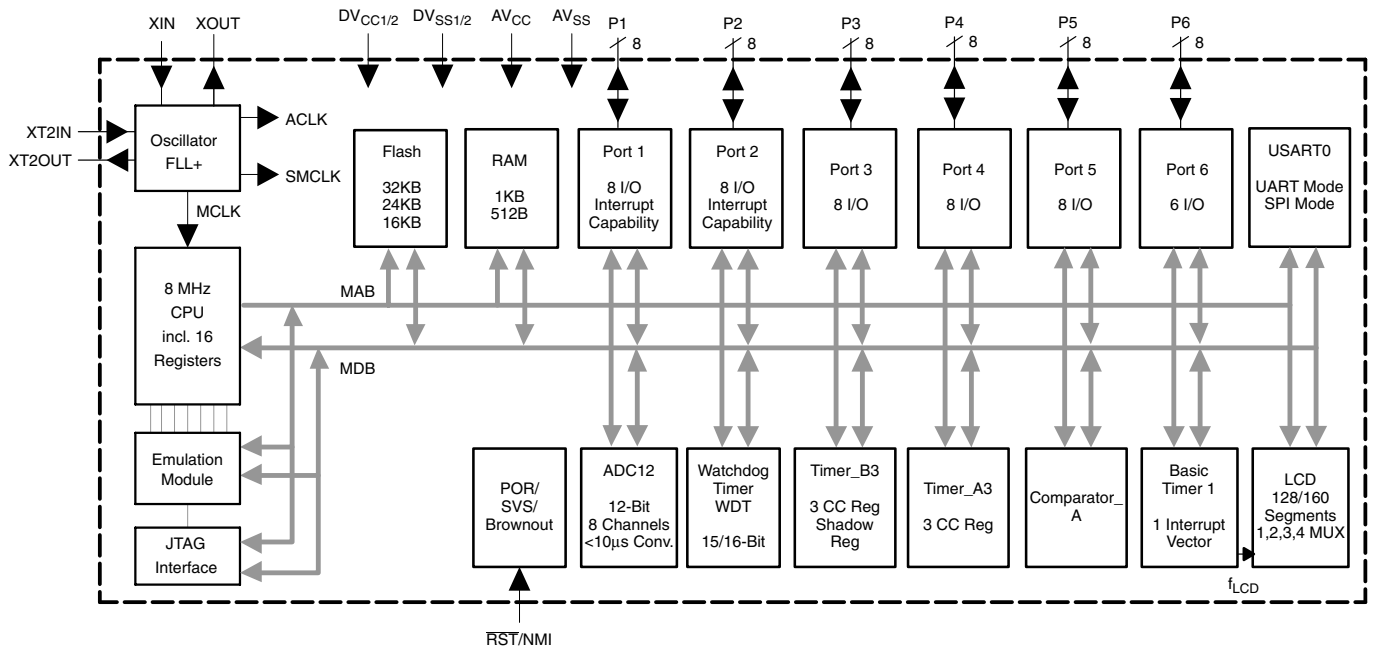 XIN XOUT DVCC1/2 DVSS1/2 AVCC AVSS P1 P2 P3 P4 P5 P6
8 8 8 8 8 8
XT2IN
XT2OUT
Oscillator
FLL+
ACLK
SMCLK
MCLK
8 MHz
CPU
incl. 16
Registers
Emulation
Module
JTAG
Interface
Flash
32KB
24KB
16KB
RAM
1KB
512B
Port 1
8 I/O
Interrupt
Capability
Port 2
8 I/O
Interrupt
Capability
Port 3
8 I/O
Port 4
8 I/O
Port 5
8 I/O
Port 6
6 I/O
USART0
UART Mode
SPI Mode
MAB
MDB
POR/
SVS/
Brownout
ADC12
12-Bit
8 Channels
<10μs Conv.
Watchdog
Timer
WDT
15/16-Bit
Timer_B3
3 CC Reg
Shadow
Reg
Timer_A3
3 CC Reg
Comparator_
A
Basic
Timer 1
1 Interrupt
Vector
LCD
128/160
Segments
1,2,3,4 MUX
fLCD
RST/NMI